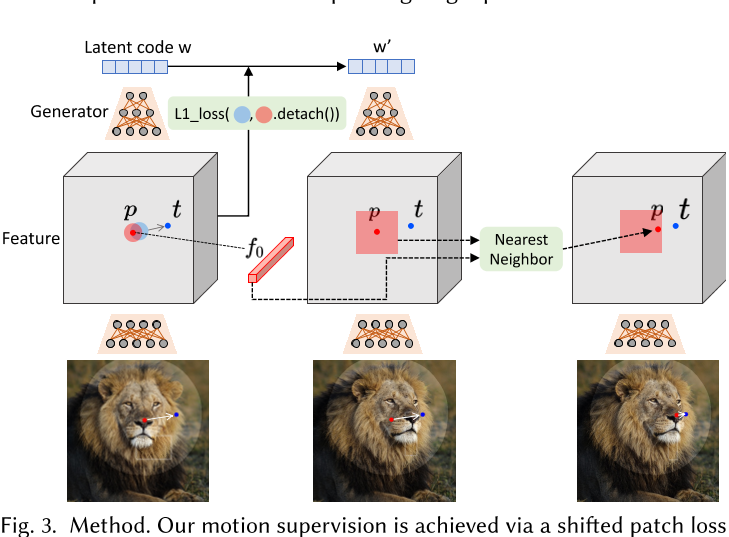 Latent code w
w’
Generator
L1_loss( , .detach())
p
t
p
t
p
t
Feature
f0
Nearest
Neighbor
Fig. 3. Method. Our motion supervision is achieved via a shifted patch loss